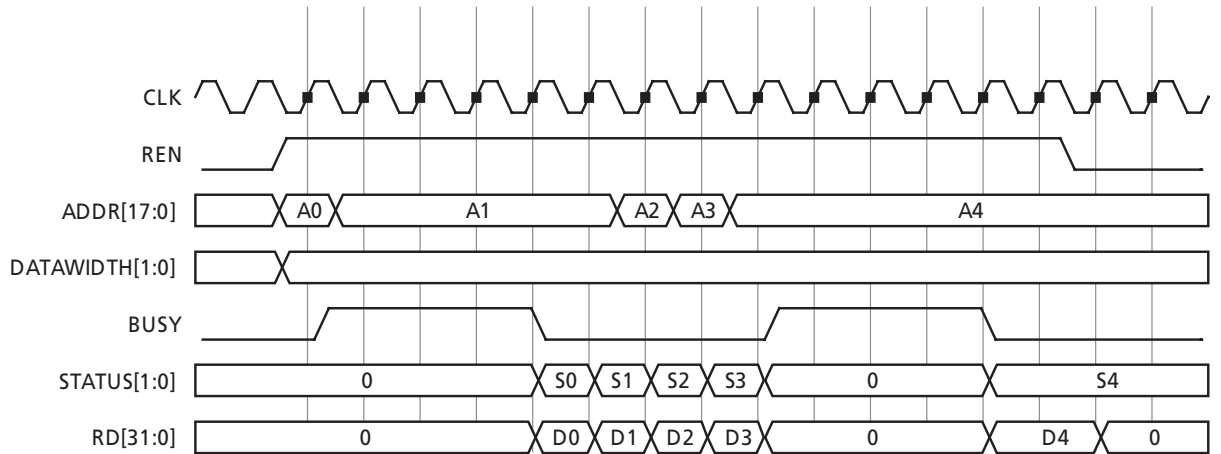 CLK
REN
ADDR[17:0] A0 A1 A2 A3 A4
DATAWIDTH[1:0]
BUSY
STATUS[1:0] 0 S0 S1 S2 S3 0 S4
RD[31:0] 0 D0 D1 D2 D3 0 D4 0